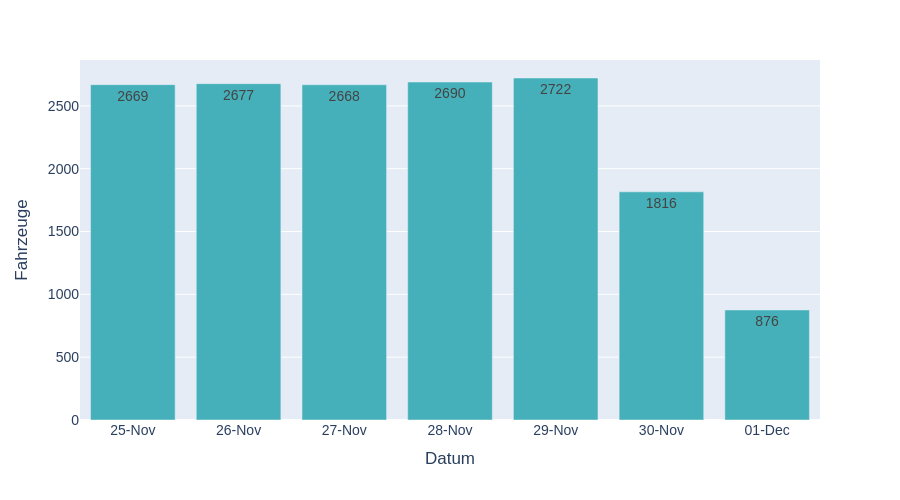 2669
2677
2668
2690
2722
1816
876
2500
2000
1500
1000
500
0
Fahrzeuge
25-Nov
26-Nov
27-Nov
28-Nov
29-Nov
30-Nov
01-Dec
Datum